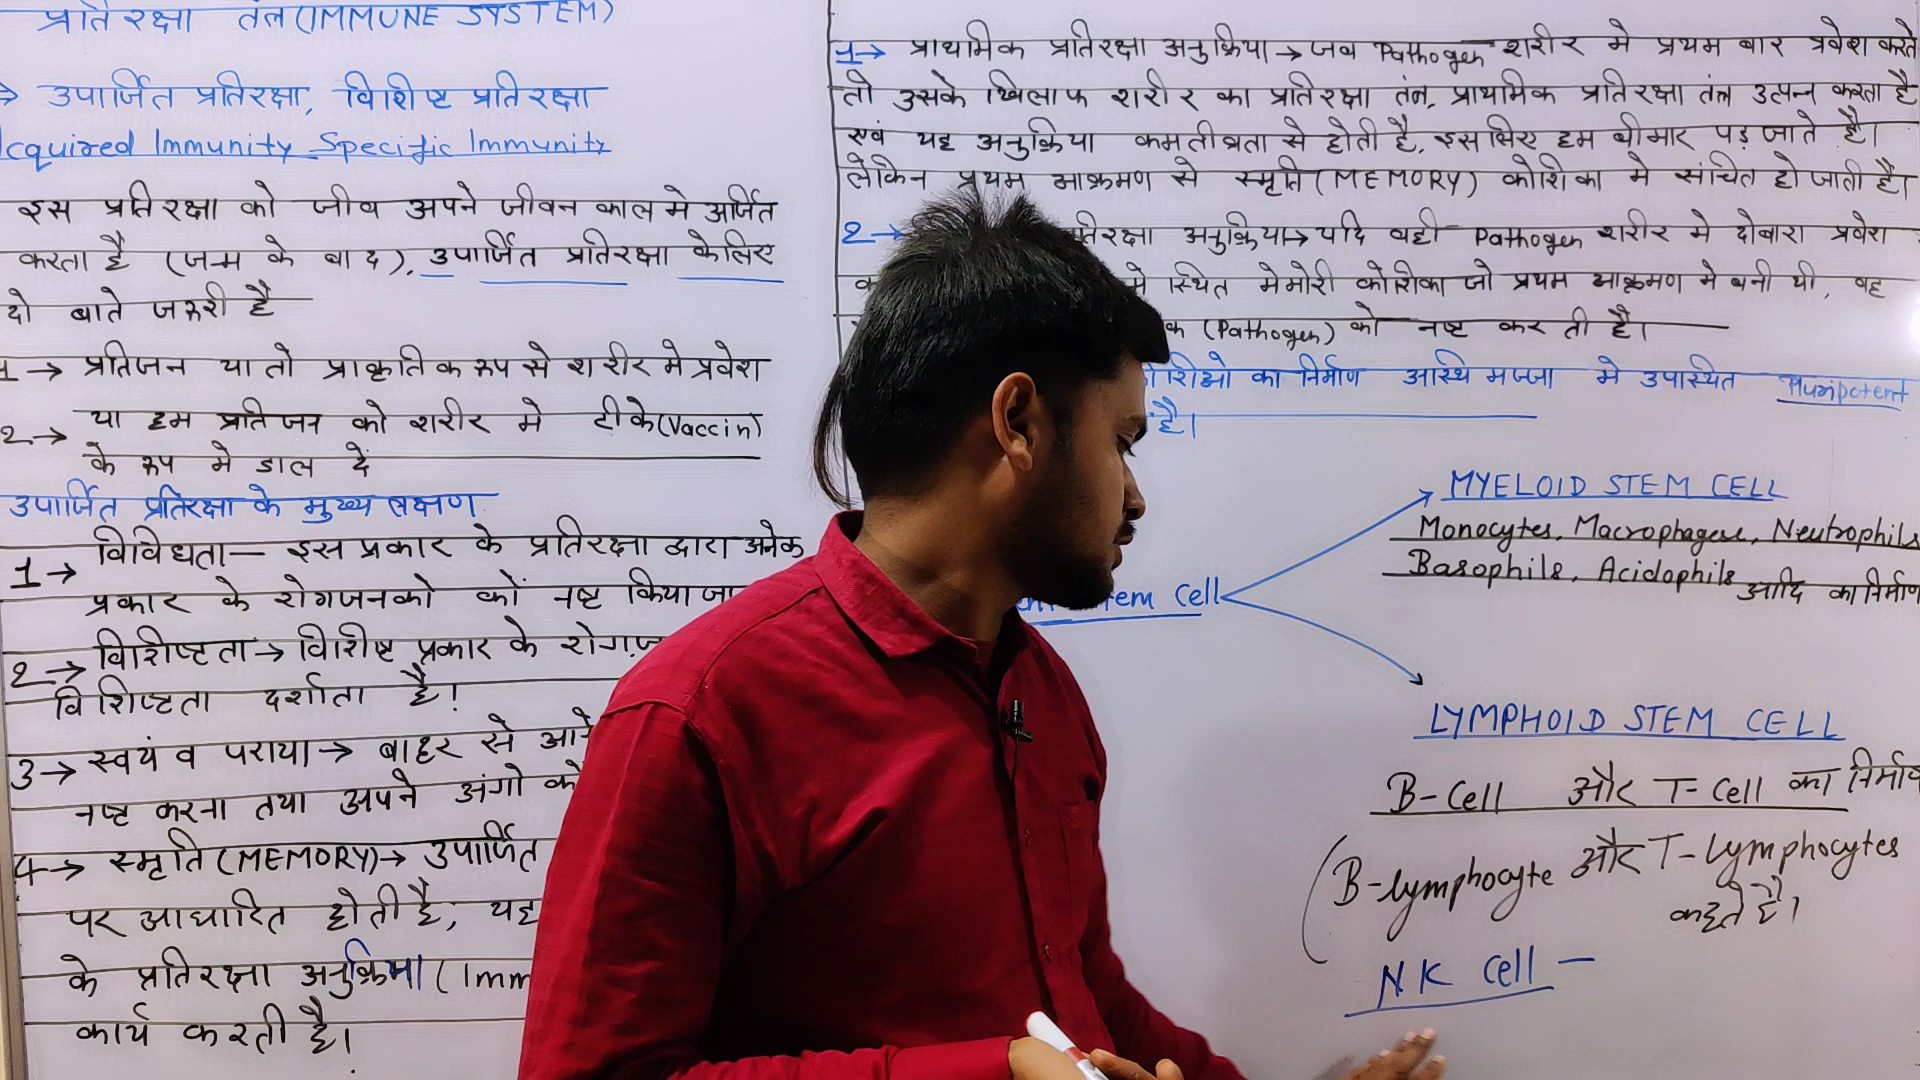 प्रतिरक्षा तंत्र (IMMUNE SYSTEM)
→ उपार्जित प्रतिरक्षा, विशिष्ट प्रतिरक्षा
cquired Immunity Specific Immunity
इस प्रतिरक्षा को जीव अपने जीवन काल मे अर्जित
करता है (जन्म के बाद), उपार्जित प्रतिरक्षा के लिए
दो बाते जरुरी है
1 → प्रतिजन या तो प्राकृतिक रूप से शरीर मे प्रवेश
2 → या हम प्रतिजन को शरीर मे टीके (Vaccin)
के रूप मे डाल दें
उपार्जित प्रतिरक्षा के मुख्य लक्षण
1 → विविधता — इस प्रकार के प्रतिरक्षा द्वारा अनेक
प्रकार के रोगजनको कों नष्ट किया जा
2 → विशिष्टता → विशिष्ट प्रकार के रोगज
विशिष्टता दर्शाता है!
3 → स्वयं व पराया → बाहर से आने
नष्ट करना तथा अपने अंगो को
4 → स्मृति (MEMORY) → उपार्जित
पर आधारित होती है, यह
के प्रतिरक्षा अनुक्रिया (Imm
कार्य करती है।
1 → प्राथमिक प्रतिरक्षा अनुक्रिया → जब Pathogen शरीर मे प्रथम बार प्रवेश करते
तो उसके खिलाफ शरीर का प्रतिरक्षा तंत्र, प्राथमिक प्रतिरक्षा तंत्र उत्पन्न करता है
एवं यह अनुक्रिया कम तीव्रता से होती है, इस लिए हम बीमार पड़ जाते है।
लेकिन प्रथम आक्रमण से स्मृति (MEMORY) कोशिका मे संचित हो जाती है।
2 → तिरक्षा अनुक्रिया → यदि वही Pathogen शरीर मे दोबारा प्रवेश
मे स्थित मेमोरी कोशिका जो प्रथम आक्रमण मे बनी थी, वह
क (Pathogen) को नष्ट करती है।
ोशिओ का निर्माण अस्थि मज्जा मे उपस्थित Pluripotent
है।
tem Cell
MYELOID STEM CELL
Monocytes, Macrophagese, Neutrophils
Basophils, Acidophils आदि का निर्माण
LYMPHOID STEM CELL
B-Cell और T-Cell का निर्माण
(B-lymphocyte और T-lymphocytes
कहते है।
NK Cell —